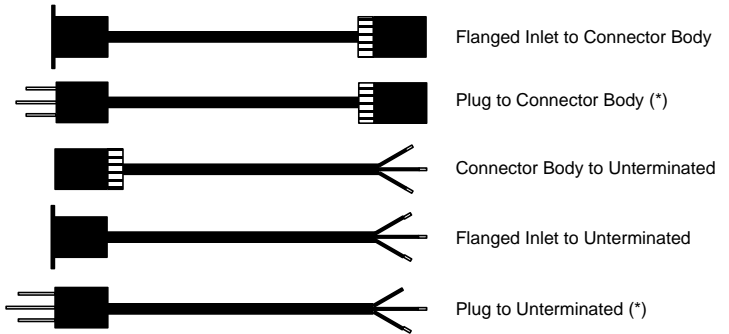 Flanged Inlet to Connector Body
Plug to Connector Body (*)
Connector Body to Unterminated
Flanged Inlet to Unterminated
Plug to Unterminated (*)